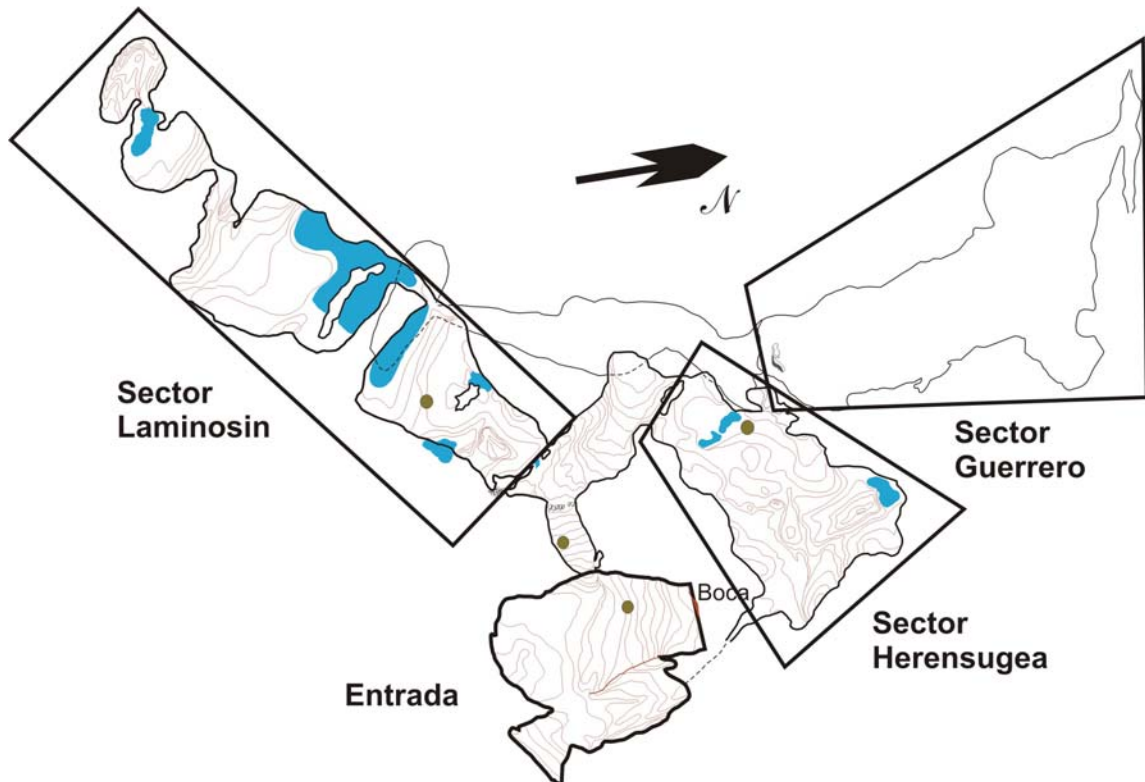 N
Sector
Laminosin
Sector
Guerrero
Boca
Sector
Herensugea
Entrada